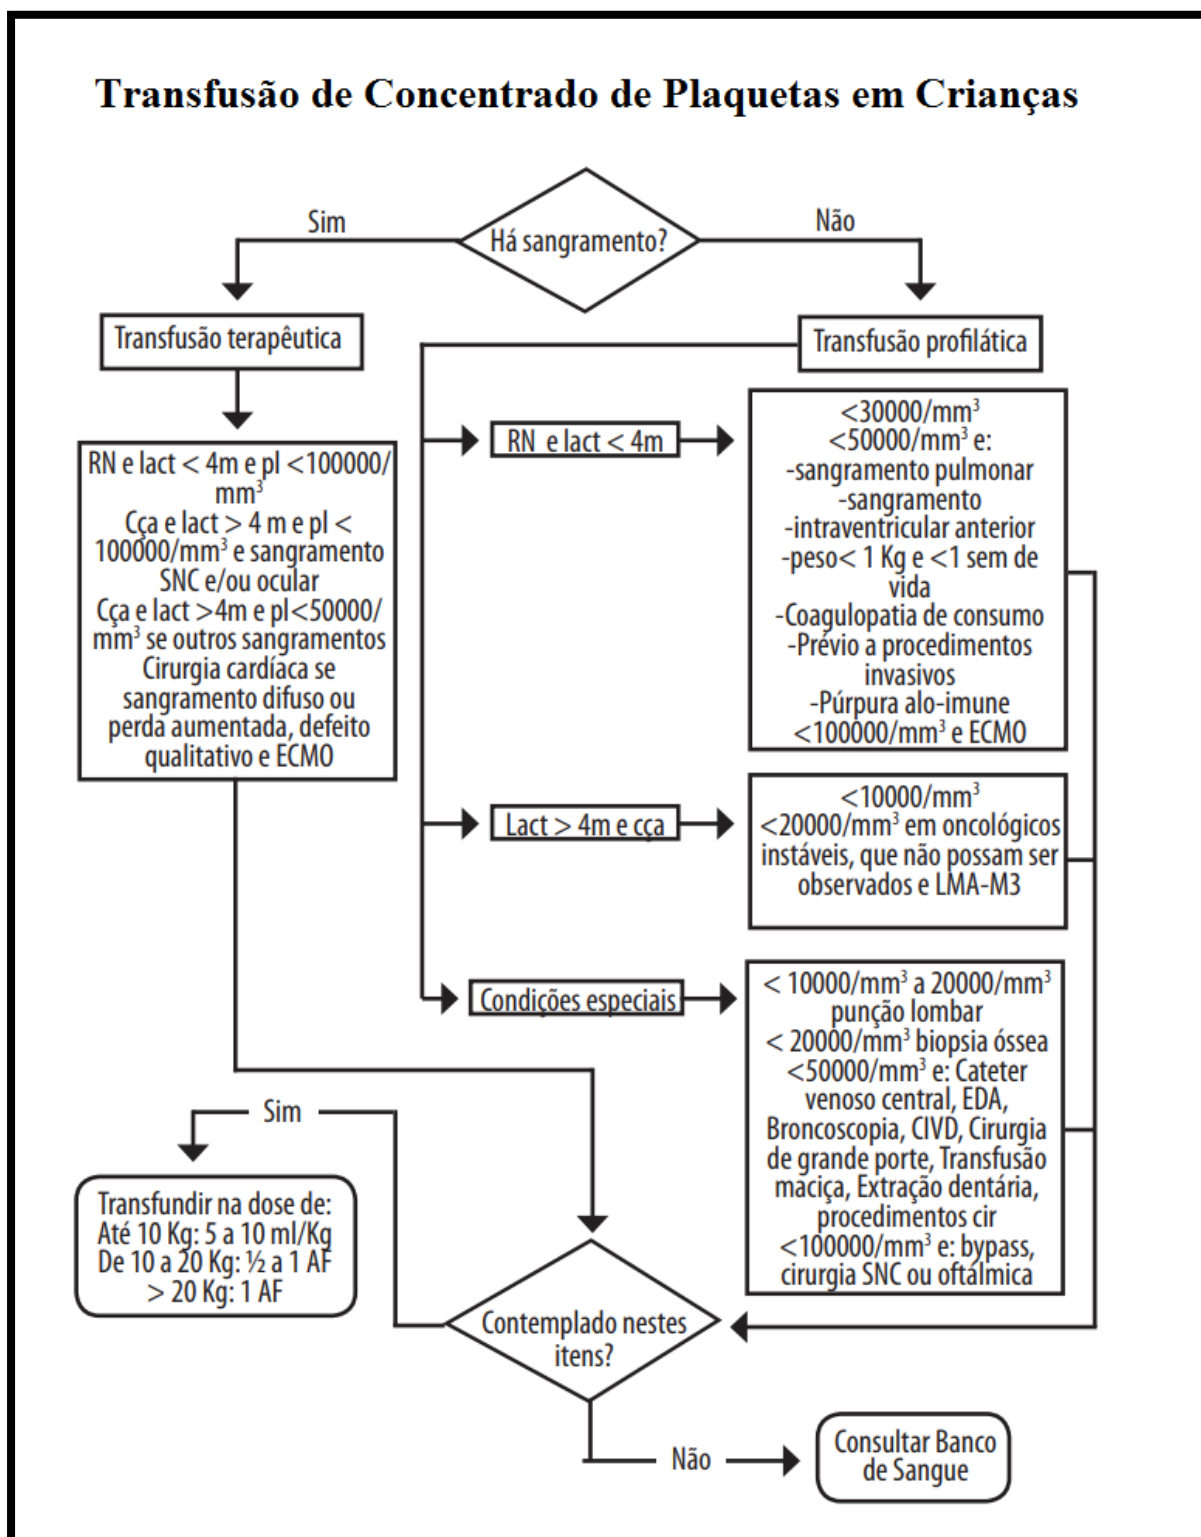 Transfusão de Concentrado de Plaquetas em Crianças
Há sangramento?
Sim
Não
Transfusão terapêutica
Transfusão profilática
RN e lact < 4m e pl <100000/
mm³
Cça e lact > 4 m e pl <
100000/mm³ e sangramento
SNC e/ou ocular
Cça e lact >4m e pl<50000/
mm³ se outros sangramentos
Cirurgia cardíaca se
sangramento difuso ou
perda aumentada, defeito
qualitativo e ECMO
RN e lact < 4m
<30000/mm³
<50000/mm³ e:
-sangramento pulmonar
-sangramento
-intraventricular anterior
-peso< 1 Kg e <1 sem de
vida
-Coagulopatia de consumo
-Prévio a procedimentos
invasivos
-Púrpura alo-imune
<100000/mm³ e ECMO
Lact > 4m e cça
<10000/mm³
<20000/mm³ em oncológicos
instáveis, que não possam ser
observados e LMA-M3
Condições especiais
< 10000/mm³ a 20000/mm³
punção lombar
< 20000/mm³ biopsia óssea
<50000/mm³ e: Cateter
venoso central, EDA,
Broncoscopia, CIVD, Cirurgia
de grande porte, Transfusão
maciça, Extração dentária,
procedimentos cir
<100000/mm³ e: bypass,
cirurgia SNC ou oftálmica
Contemplado nestes
itens?
Sim
Transfundir na dose de:
Até 10 Kg: 5 a 10 ml/Kg
De 10 a 20 Kg: ½ a 1 AF
> 20 Kg: 1 AF
Não
Consultar Banco
de Sangue